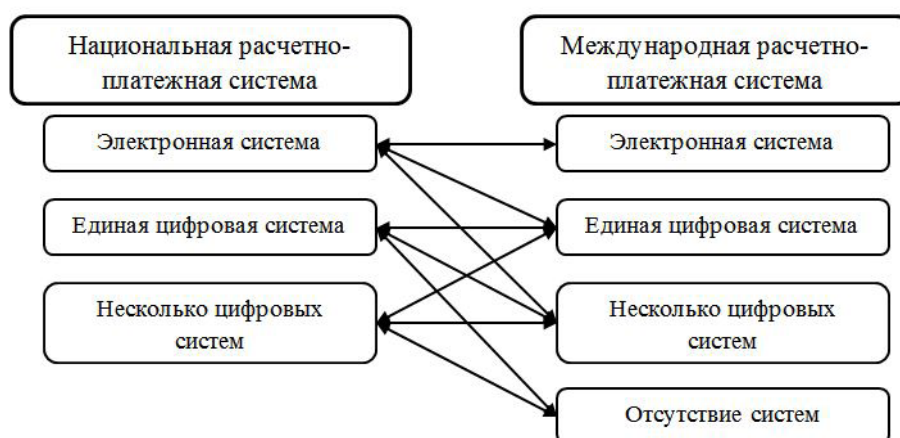 Национальная расчетно-
платежная система
Международная расчетно-
платежная система
Электронная система
Электронная система
Единая цифровая система
Единая цифровая система
Несколько цифровых
систем
Несколько цифровых
систем
Отсутствие систем